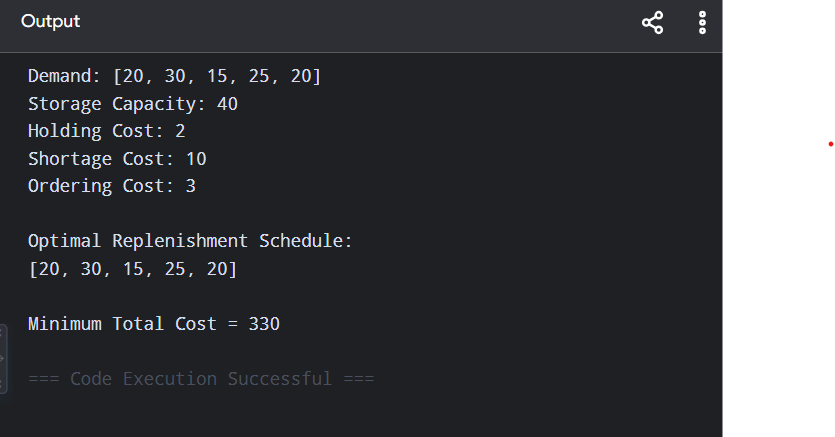 Output
Demand: [20, 30, 15, 25, 20]
Storage Capacity: 40
Holding Cost: 2
Shortage Cost: 10
Ordering Cost: 3
Optimal Replenishment Schedule:
[20, 30, 15, 25, 20]
Minimum Total Cost = 330
=== Code Execution Successful ===